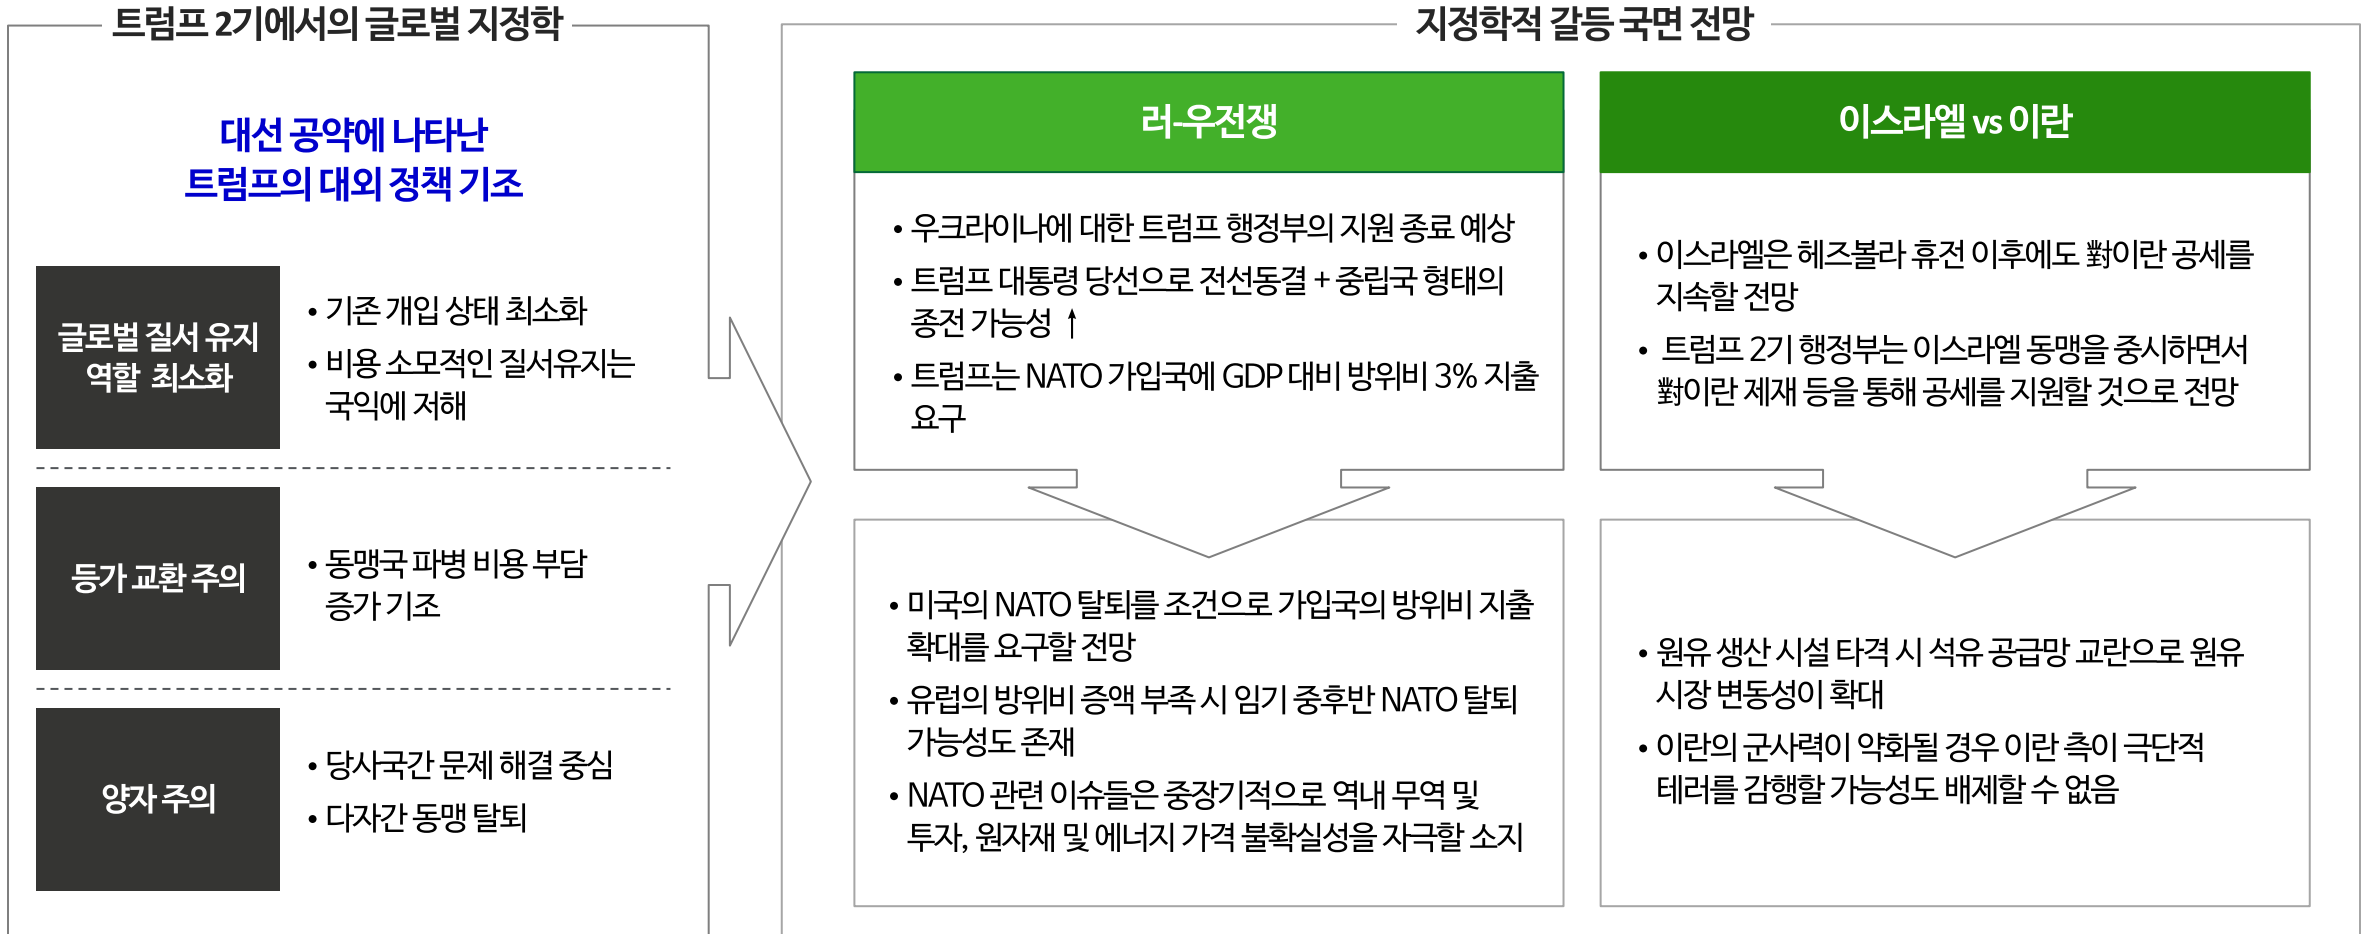 트럼프 2기에서의 글로벌 지정학
대선 공약에 나타난
트럼프의 대외 정책 기조
글로벌 질서 유지
역할 최소화
• 기존 개입 상태 최소화
• 비용 소모적인 질서유지는
국익에 저해
등가 교환 주의
• 동맹국 파병 비용 부담
증가 기조
양자 주의
• 당사국간 문제 해결 중심
• 다자간 동맹 탈퇴
지정학적 갈등 국면 전망
러-우전쟁
• 우크라이나에 대한 트럼프 행정부의 지원 종료 예상
• 트럼프 대통령 당선으로 전선동결 + 중립국 형태의
종전 가능성 ↑
• 트럼프는 NATO 가입국에 GDP 대비 방위비 3% 지출
요구
• 미국의 NATO 탈퇴를 조건으로 가입국의 방위비 지출
확대를 요구할 전망
• 유럽의 방위비 증액 부족 시 임기 중후반 NATO 탈퇴
가능성도 존재
• NATO 관련 이슈들은 중장기적으로 역내 무역 및
투자, 원자재 및 에너지 가격 불확실성을 자극할 소지
이스라엘 vs 이란
• 이스라엘은 헤즈볼라 휴전 이후에도 對이란 공세를
지속할 전망
• 트럼프 2기 행정부는 이스라엘 동맹을 중시하면서
對이란 제재 등을 통해 공세를 지원할 것으로 전망
• 원유 생산 시설 타격 시 석유 공급망 교란으로 원유
시장 변동성이 확대
• 이란의 군사력이 약화될 경우 이란 측이 극단적
테러를 감행할 가능성도 배제할 수 없음